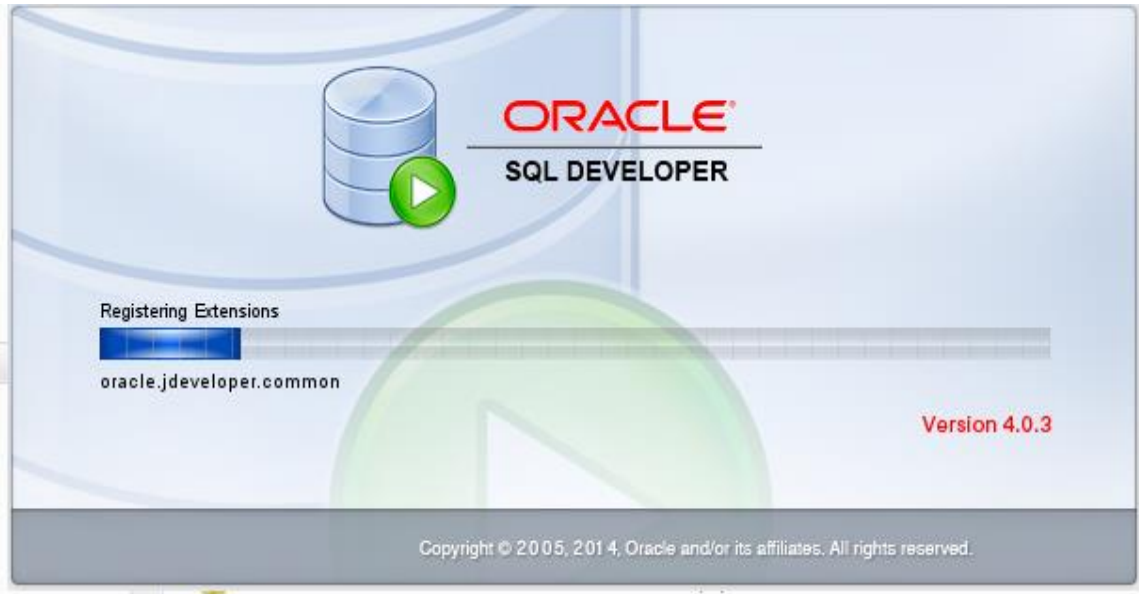 ORACLE®
SQL DEVELOPER
Registering Extensions
oracle.jdeveloper.common
Version 4.0.3
Copyright © 2005, 2014, Oracle and/or its affiliates. All rights reserved.